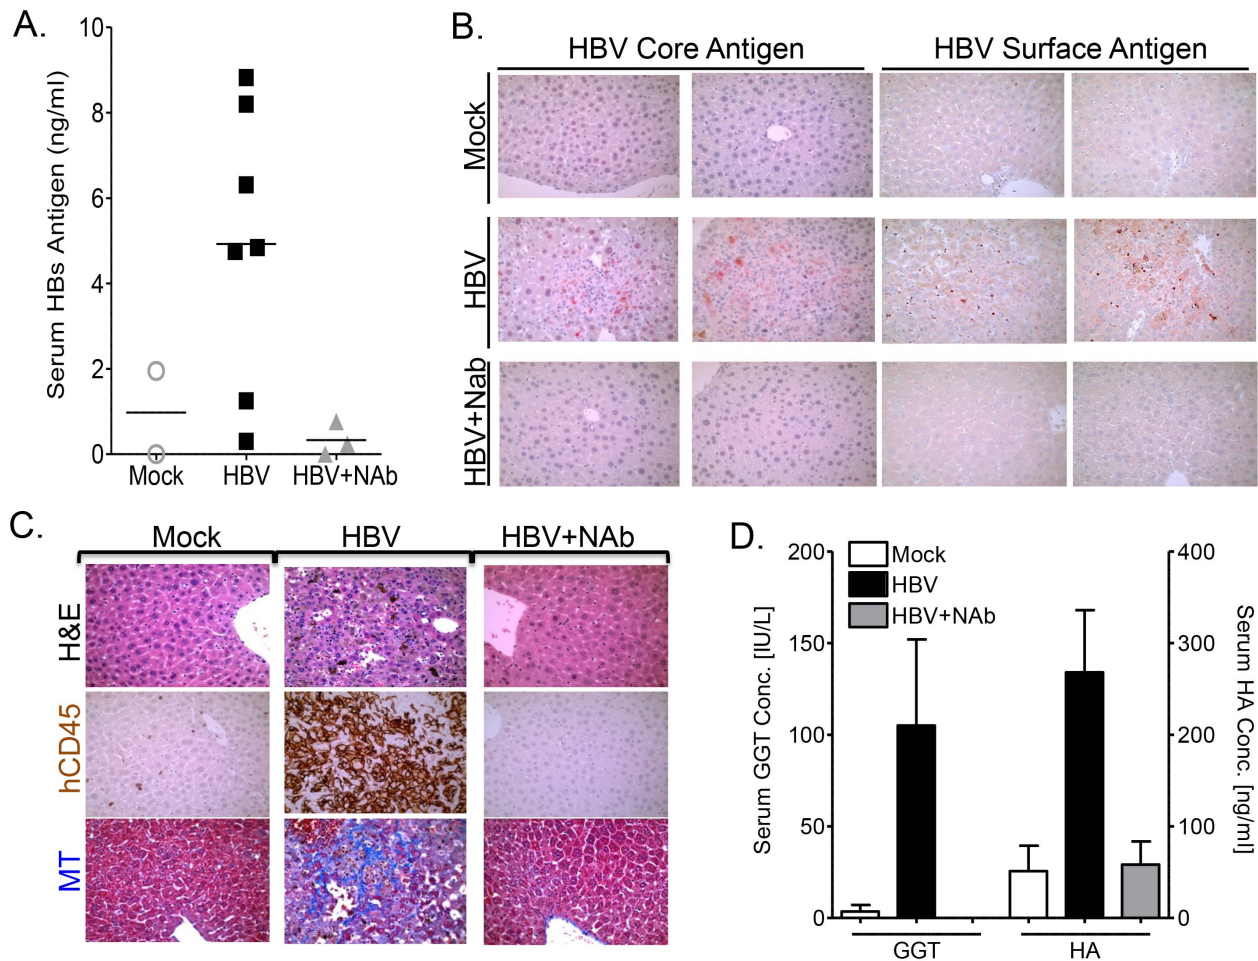 A.
Serum HBs Antigen (ng/ml)
10
8
6
4
2
0
Mock
HBV
HBV+NAb
B.
HBV Core Antigen
HBV Surface Antigen
Mock
HBV
HBV+Nab
C.
Mock
HBV
HBV+NAb
H&E
hCD45
MT
D.
Mock
HBV
HBV+NAb
Serum GGT Conc. [IU/L]
200
150
100
50
0
400
300
200
100
0
Serum HA Conc. [ng/ml]
GGT
HA